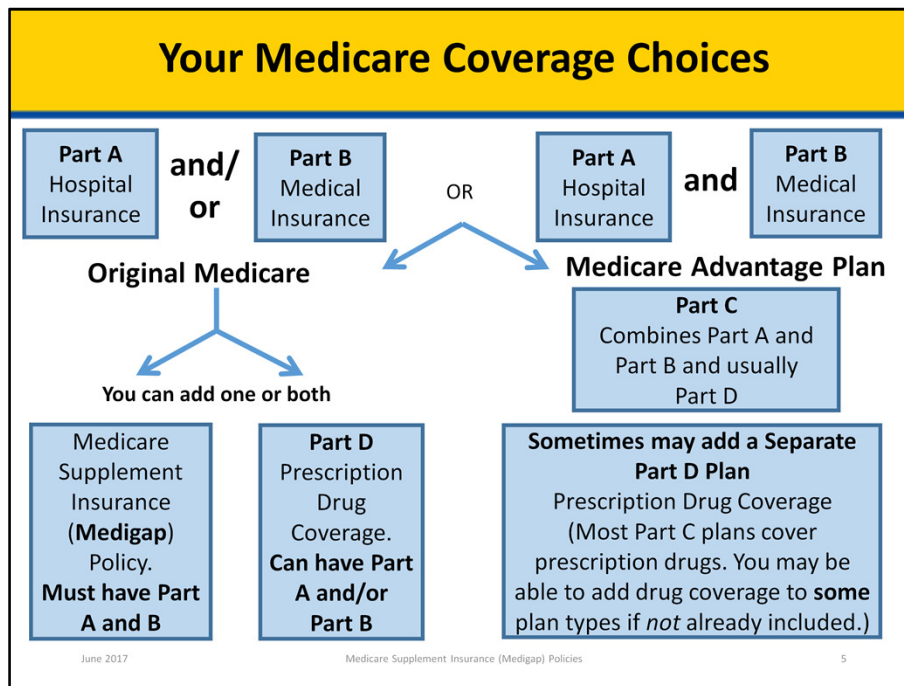 Your Medicare Coverage Choices
Part A
Hospital
Insurance
and/
or
Part B
Medical
Insurance
OR
Part A
Hospital
Insurance
and
Part B
Medical
Insurance
Original Medicare
Medicare Advantage Plan
You can add one or both
Part C
Combines Part A and
Part B and usually
Part D
Medicare
Supplement
Insurance
(Medigap)
Policy.
Must have Part
A and B
Part D
Prescription
Drug
Coverage.
Can have Part
A and/or
Part B
Sometimes may add a Separate
Part D Plan
Prescription Drug Coverage
(Most Part C plans cover
prescription drugs. You may be
able to add drug coverage to some
plan types if not already included.)
June 2017
Medicare Supplement Insurance (Medigap) Policies
5